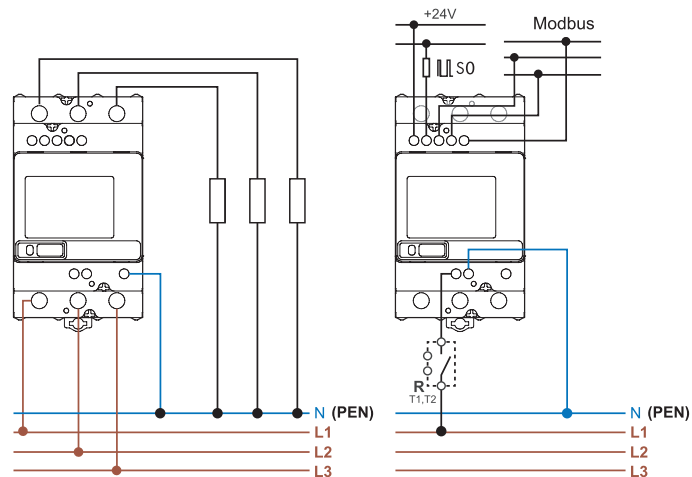 +24V
Modbus
S0
R
T1,T2
N (PEN)
L1
L2
L3
N (PEN)
L1
L2
L3